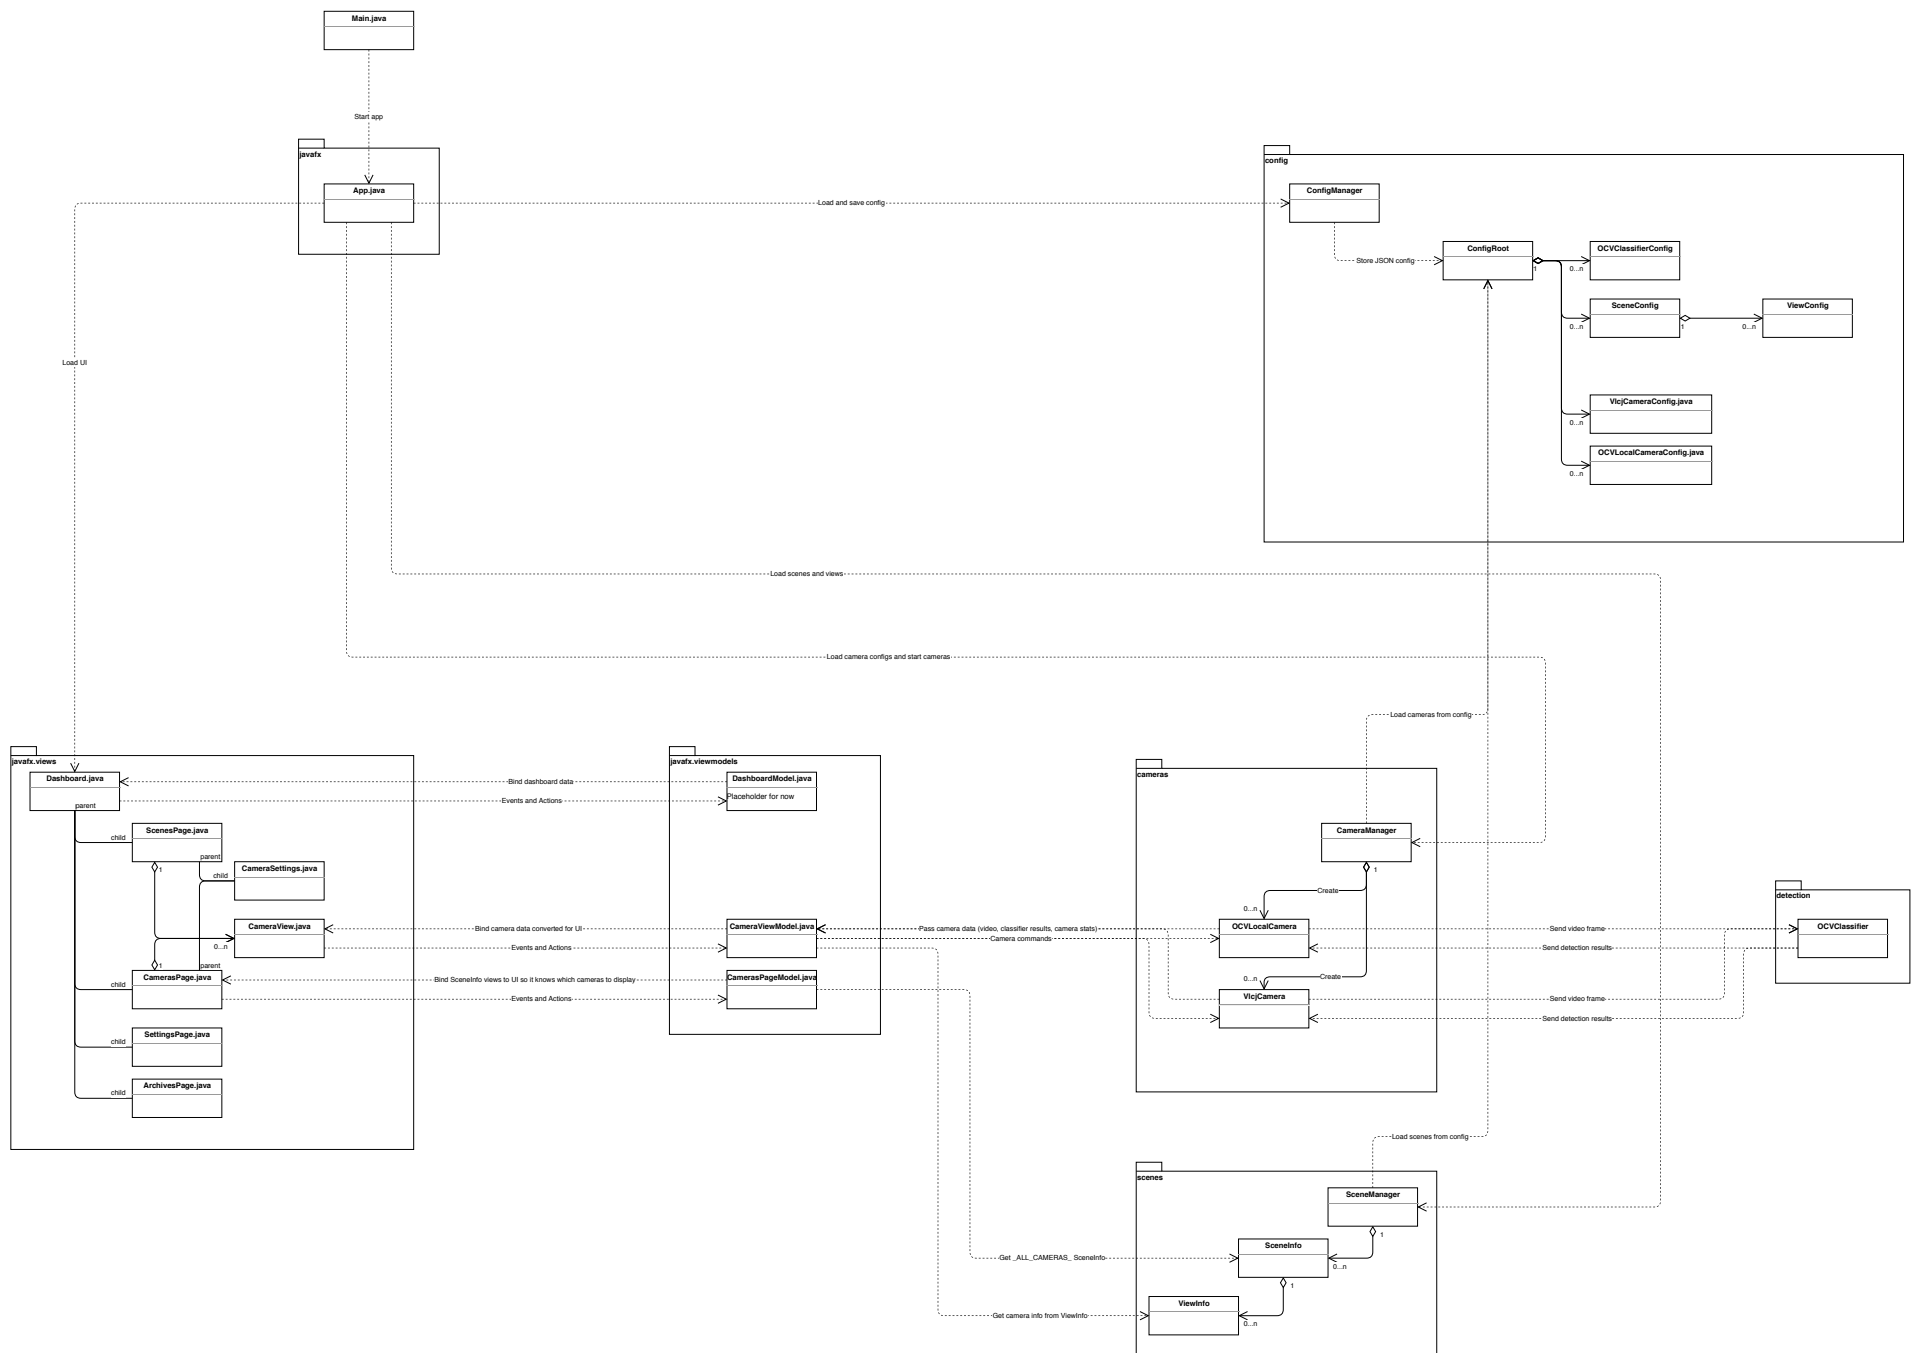 Main.java
Start app
javafx
App.java
config
ConfigManager
Load and save config
ConfigRoot
Store JSON config
1
OCVClassifierConfig
0...n
SceneConfig
0...n
1
ViewConfig
0...n
VlcjCameraConfig.java
0...n
OCVLocalCameraConfig.java
0...n
Load UI
Load scenes and views
Load camera configs and start cameras
Load cameras from config
javafx.views
Dashboard.java
parent
child
ScenesPage.java
parent
1
child
CameraSettings.java
CameraView.java
0...n
1
parent
child
CamerasPage.java
child
SettingsPage.java
child
ArchivesPage.java
Bind dashboard data
Events and Actions
Bind camera data converted for UI
Events and Actions
Bind SceneInfo views to UI so it knows which cameras to display
Events and Actions
javafx.viewmodels
DashboardModel.java
Placeholder for now
CameraViewModel.java
CamerasPageModel.java
Pass camera data (video, classifier results, camera stats)
Camera commands
cameras
CameraManager
1
Create
0...n
OCVLocalCamera
Create
0...n
VlcjCamera
Send video frame
Send detection results
Send video frame
Send detection results
detection
OCVClassifier
Load scenes from config
scenes
SceneManager
1
SceneInfo
0...n
1
ViewInfo
0...n
Get _ALL_CAMERAS_ SceneInfo
Get camera info from ViewInfo